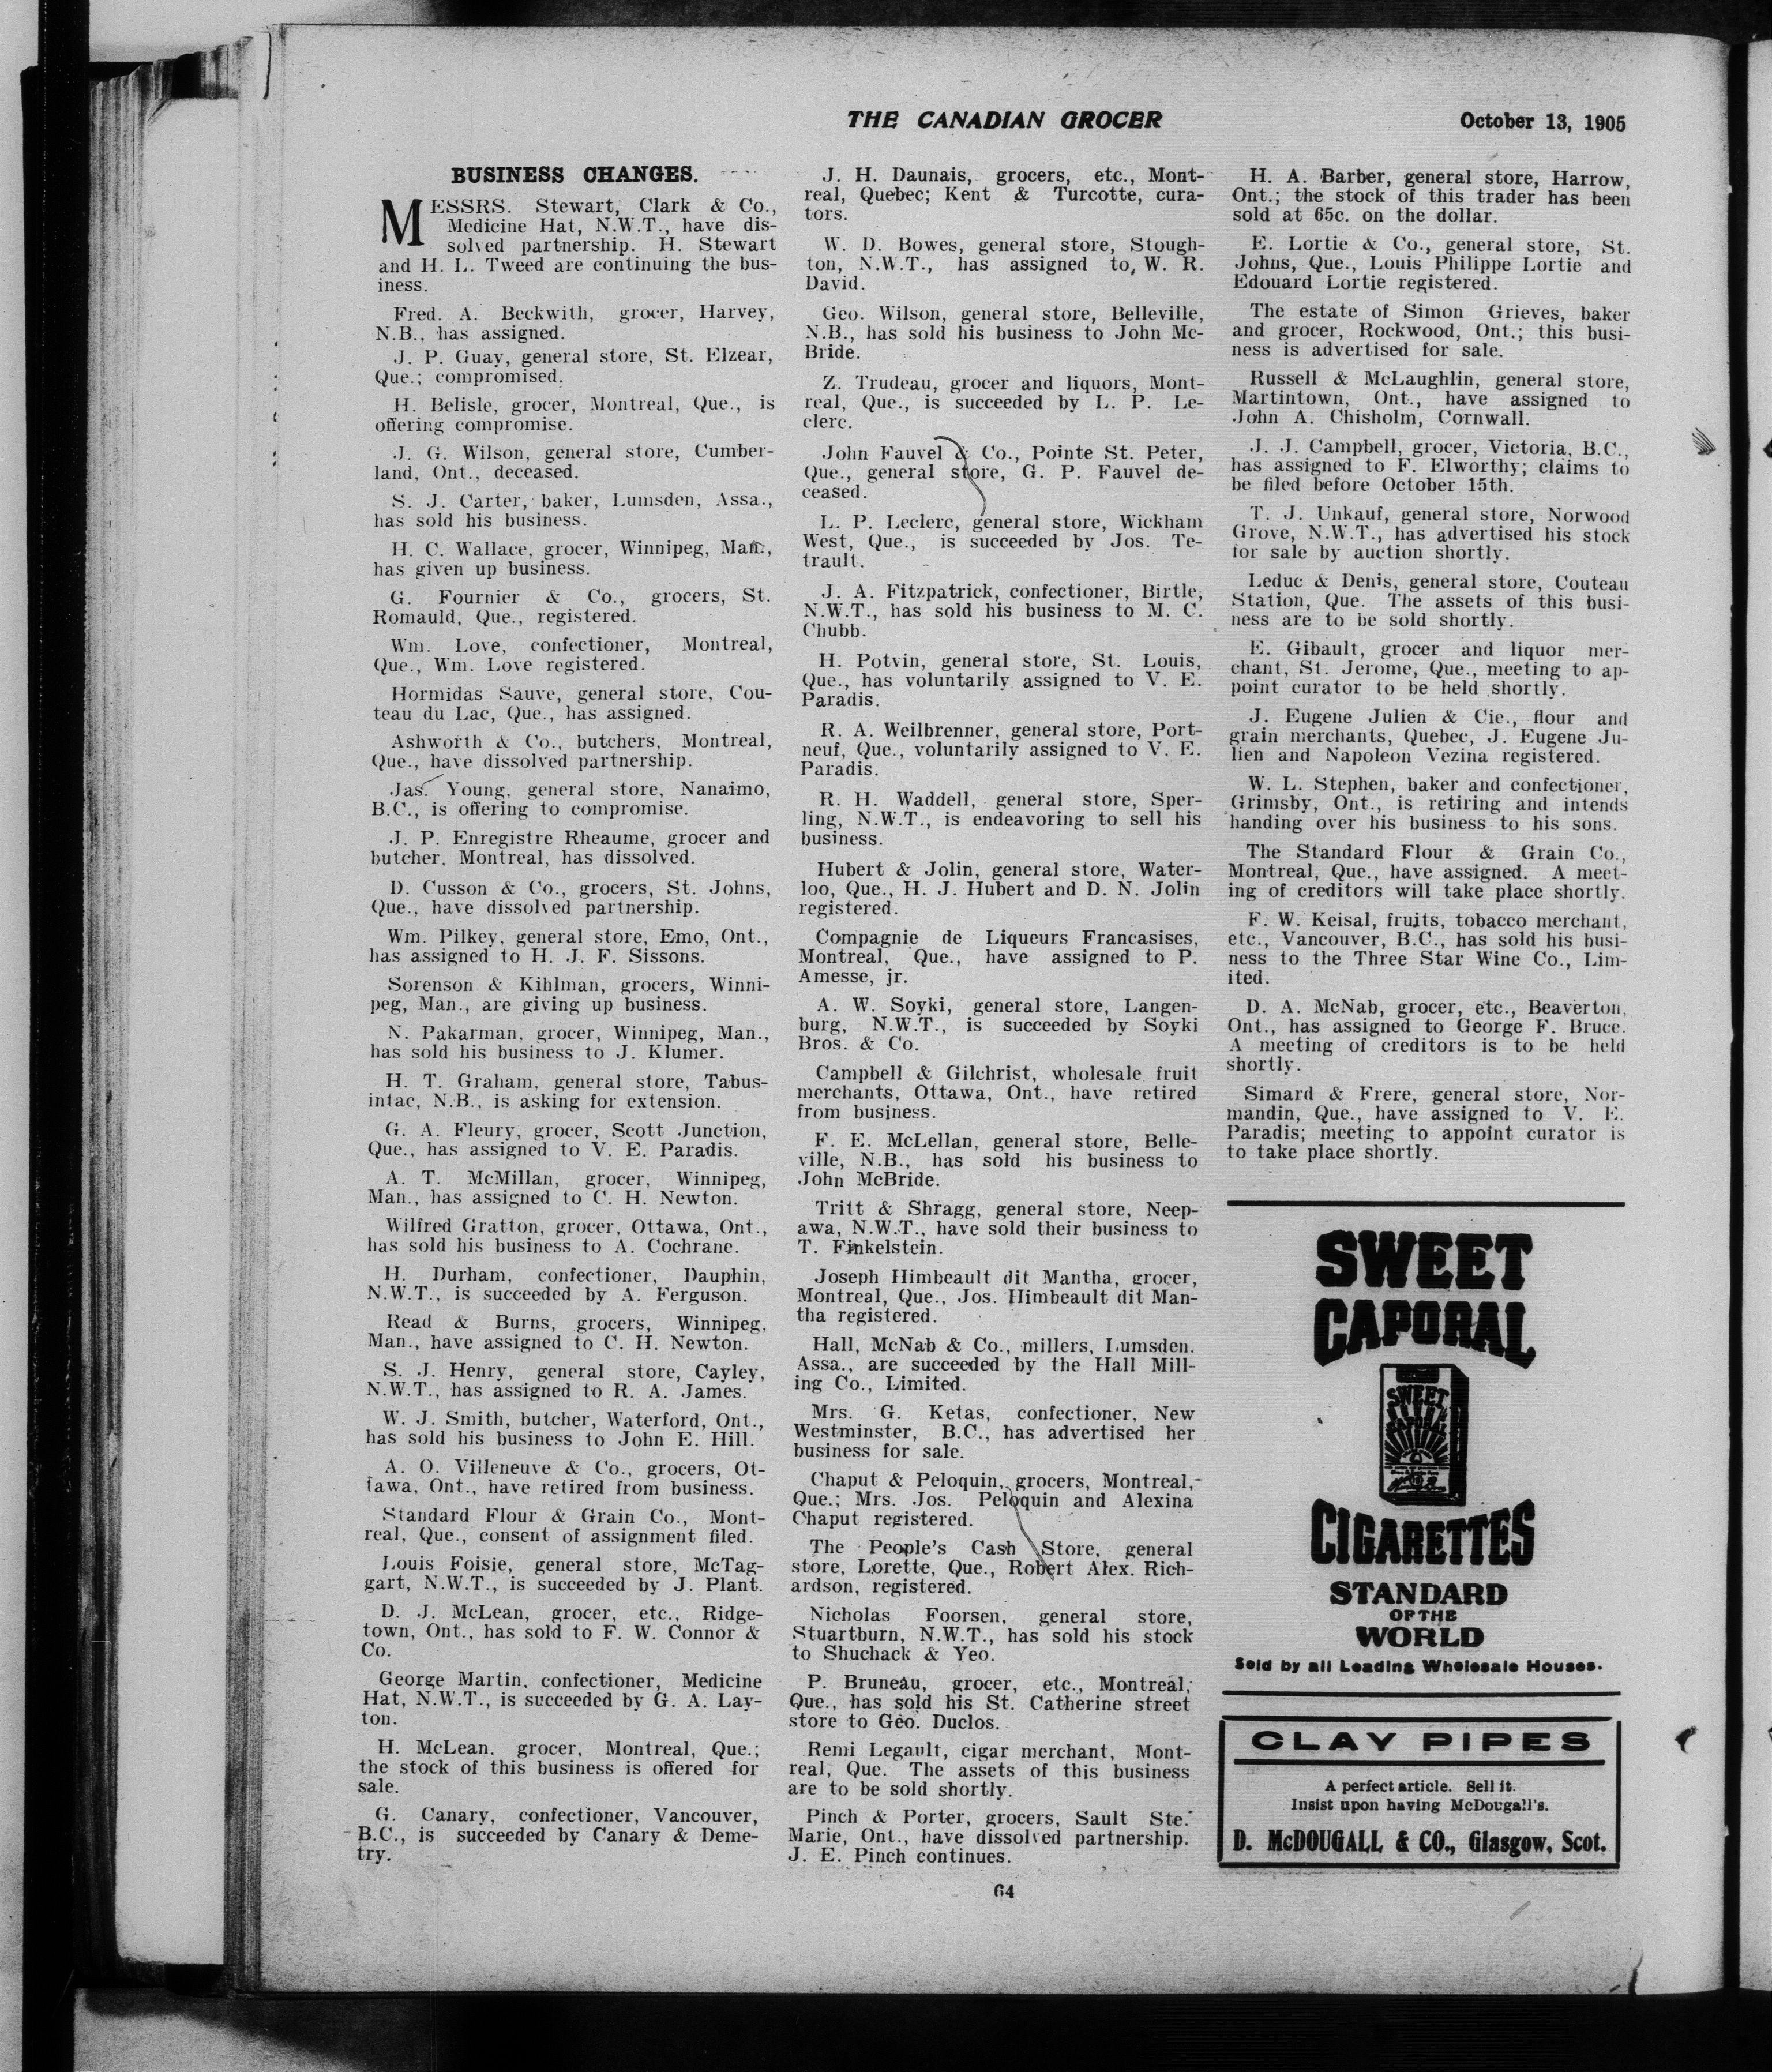 THE CANADIAN GROCER
October 13, 1905
BUSINESS CHANGES.
MESSRS. Stewart, Clark & Co.,
Medicine Hat, N.W.T., have dis-
solved partnership. H. Stewart
and H. L. Tweed are continuing the bus-
iness.
Fred. A. Beckwith, grocer, Harvey,
N.B., has assigned.
J. P. Guay, general store, St. Elzear,
Que.; compromised.
H. Belisle, grocer, Montreal, Que., is
offering compromise.
J. G. Wilson, general store, Cumber-
land, Ont., deceased.
S. J. Carter, baker, Lumsden, Assa.,
has sold his business.
H. C. Wallace, grocer, Winnipeg, Man.,
has given up business.
G. Fournier & Co., grocers, St.
Romauld, Que., registered.
Wm. Love, confectioner, Montreal,
Que., Wm. Love registered.
Hormidas Sauve, general store, Cou-
teau du Lac, Que., has assigned.
Ashworth & Co., butchers, Montreal,
Que., have dissolved partnership.
Jas. Young, general store, Nanaimo,
B.C., is offering to compromise.
J. P. Enregistre Rheaume, grocer and
butcher, Montreal, has dissolved.
D. Cusson & Co., grocers, St. Johns,
Que., have dissolved partnership.
Wm. Pilkey, general store, Emo, Ont.,
has assigned to H. J. F. Sissons.
Sorenson & Kihlman, grocers, Winni-
peg, Man., are giving up business.
N. Pakarman, grocer, Winnipeg, Man.,
has sold his business to J. Klumer.
H. T. Graham, general store, Tabus-
intac, N.B., is asking for extension.
G. A. Fleury, grocer, Scott Junction,
Que., has assigned to V. E. Paradis.
A. T. McMillan, grocer, Winnipeg,
Man., has assigned to C. H. Newton.
Wilfred Gratton, grocer, Ottawa, Ont.,
has sold his business to A. Cochrane.
H. Durham, confectioner, Dauphin,
N.W.T., is succeeded by A. Ferguson.
Read & Burns, grocers, Winnipeg,
Man., have assigned to C. H. Newton.
S. J. Henry, general store, Cayley,
N.W.T., has assigned to R. A. James.
W. J. Smith, butcher, Waterford, Ont.,
has sold his business to John E. Hill.
A. O. Villeneuve & Co., grocers, Ot-
tawa, Ont., have retired from business.
Standard Flour & Grain Co., Mont-
real, Que., consent of assignment filed.
Louis Foisie, general store, McTag-
gart, N.W.T., is succeeded by J. Plant.
D. J. McLean, grocer, etc., Ridge-
town, Ont., has sold to F. W. Connor &
Co.
George Martin, confectioner, Medicine
Hat, N.W.T., is succeeded by G. A. Lay-
ton.
H. McLean, grocer, Montreal, Que.;
the stock of this business is offered for
sale.
G. Canary, confectioner, Vancouver,
B.C., is succeeded by Canary & Deme-
try.
J. H. Daunais, grocers, etc., Mont-
real, Quebec; Kent & Turcotte, cura-
tors.
W. D. Bowes, general store, Stough-
ton, N.W.T., has assigned to W. R.
David.
Geo. Wilson, general store, Belleville,
N.B., has sold his business to John Mc-
Bride.
Z. Trudeau, grocer and liquors, Mont-
real, Que., is succeeded by L. P. Le-
clerc.
John Fauvel & Co., Pointe St. Peter,
Que., general store, G. P. Fauvel de-
ceased.
L. P. Leclerc, general store, Wickham
West, Que., is succeeded by Jos. Te-
trault.
J. A. Fitzpatrick, confectioner, Birtle,
N.W.T., has sold his business to M. C.
Chubb.
H. Potvin, general store, St. Louis,
Que., has voluntarily assigned to V. E.
Paradis.
R. A. Weilbrenner, general store, Port-
neuf, Que., voluntarily assigned to V. E.
Paradis.
R. H. Waddell, general store, Sper-
ling, N.W.T., is endeavoring to sell his
business.
Hubert & Jolin, general store, Water-
loo, Que., H. J. Hubert and D. N. Jolin
registered.
Compagnie de Liqueurs Francasises,
Montreal, Que., have assigned to P.
Amesse, jr.
A. W. Soyki, general store, Langen-
burg, N.W.T., is succeeded by Soyki
Bros. & Co.
Campbell & Gilchrist, wholesale fruit
merchants, Ottawa, Ont., have retired
from business.
F. E. McLellan, general store, Belle-
ville, N.B., has sold his business to
John McBride.
Tritt & Shragg, general store, Neep-
awa, N.W.T., have sold their business to
T. Finkelstein.
Joseph Himbeault dit Mantha, grocer,
Montreal, Que., Jos. Himbeault dit Man-
tha registered.
Hall, McNab & Co., millers, Lumsden.
Assa., are succeeded by the Hall Mill-
ing Co., Limited.
Mrs. G. Ketas, confectioner, New
Westminster, B.C., has advertised her
business for sale.
Chaput & Peloquin, grocers, Montreal,
Que.; Mrs. Jos. Peloquin and Alexina
Chaput registered.
The People's Cash Store, general
store, Lorette, Que., Robert Alex. Rich-
ardson, registered.
Nicholas Foorsen, general store,
Stuartburn, N.W.T., has sold his stock
to Shuchack & Yeo.
P. Bruneau, grocer, etc., Montreal,
Que., has sold his St. Catherine street
store to Geo. Duclos.
Remi Legault, cigar merchant, Mont-
real, Que. The assets of this business
are to be sold shortly.
Pinch & Porter, grocers, Sault Ste.
Marie, Ont., have dissolved partnership.
J. E. Pinch continues.
H. A. Barber, general store, Harrow,
Ont.; the stock of this trader has been
sold at 65c. on the dollar.
E. Lortie & Co., general store, St.
Johns, Que., Louis Philippe Lortie and
Edouard Lortie registered.
The estate of Simon Grieves, baker
and grocer, Rockwood, Ont.; this busi-
ness is advertised for sale.
Russell & McLaughlin, general store,
Martintown, Ont., have assigned to
John A. Chisholm, Cornwall.
J. J. Campbell, grocer, Victoria, B.C.,
has assigned to F. Elworthy; claims to
be filed before October 15th.
T. J. Unkauf, general store, Norwood
Grove, N.W.T., has advertised his stock
for sale by auction shortly.
Leduc & Denis, general store, Couteau
Station, Que. The assets of this busi-
ness are to be sold shortly.
E. Gibault, grocer and liquor mer-
chant, St. Jerome, Que., meeting to ap-
point curator to be held shortly.
J. Eugene Julien & Cie., flour and
grain merchants, Quebec, J. Eugene Ju-
lien and Napoleon Vezina registered.
W. L. Stephen, baker and confectioner,
Grimsby, Ont., is retiring and intends
handing over his business to his sons.
The Standard Flour & Grain Co.,
Montreal, Que., have assigned. A meet-
ing of creditors will take place shortly.
F. W. Keisal, fruits, tobacco merchant,
etc., Vancouver, B.C., has sold his busi-
ness to the Three Star Wine Co., Lim-
ited.
D. A. McNab, grocer, etc., Beaverton,
Ont., has assigned to George F. Bruce.
A meeting of creditors is to be held
shortly.
Simard & Frere, general store, Nor-
mandin, Que., have assigned to V. E.
Paradis; meeting to appoint curator is
to take place shortly.
SWEET
CAPORAL
SWEET
CAPORAL
CIGARETTES
STANDARD
OF THE
WORLD
Sold by all Leading Wholesale Houses.
CLAY PIPES
A perfect article. Sell it.
Insist upon having McDougall's.
D. McDOUGALL & CO., Glasgow, Scot.
64